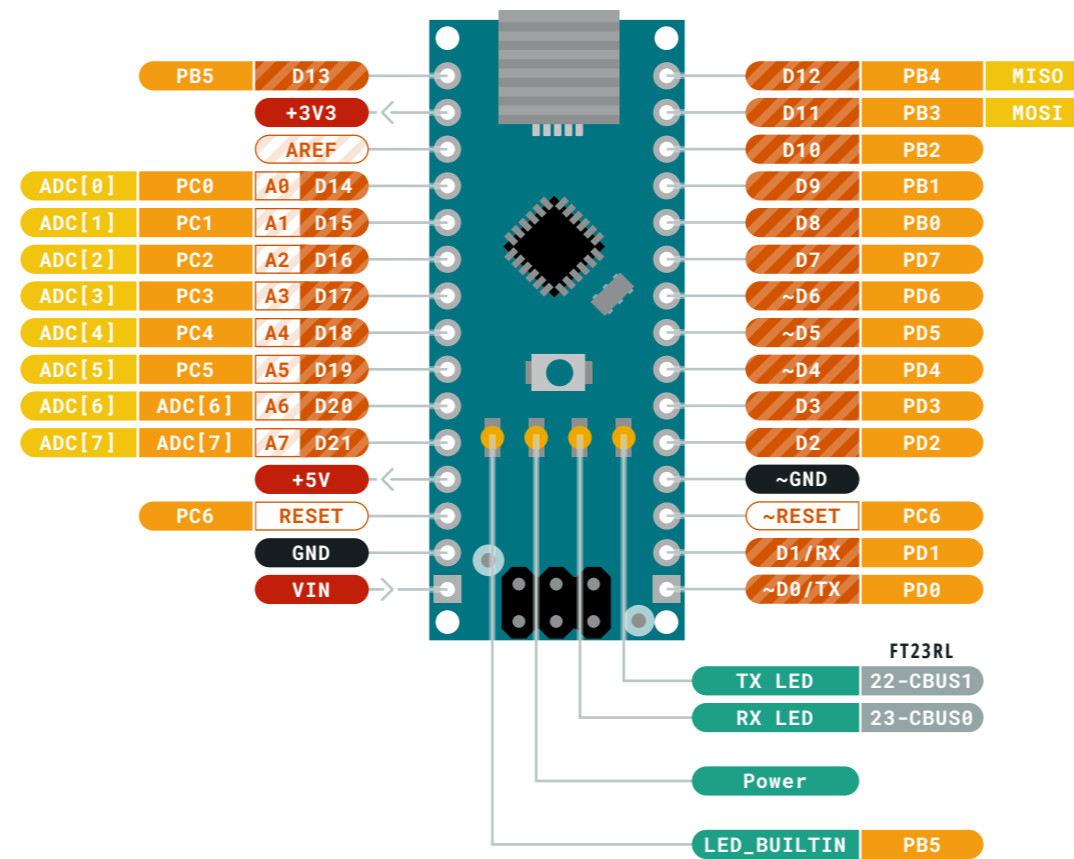 PB5 D13 D12 PB4 MISO
+3V3 D11 PB3 MOSI
AREF D10 PB2
ADC[0] PC0 A0 D14 D9 PB1
ADC[1] PC1 A1 D15 D8 PB0
ADC[2] PC2 A2 D16 D7 PD7
ADC[3] PC3 A3 D17 ~D6 PD6
ADC[4] PC4 A4 D18 ~D5 PD5
ADC[5] PC5 A5 D19 ~D4 PD4
ADC[6] ADC[6] A6 D20 D3 PD3
ADC[7] ADC[7] A7 D21 D2 PD2
+5V ~GND
PC6 RESET ~RESET PC6
GND D1/RX PD1
VIN ~D0/TX PD0
FT23RL
TX LED 22-CBUS1
RX LED 23-CBUS0
Power
LED_BUILTIN PB5